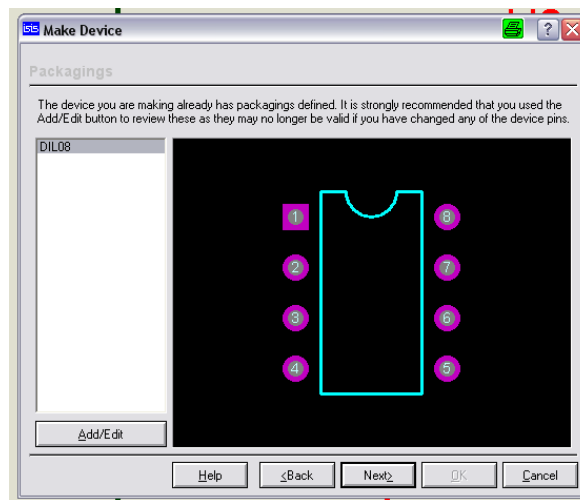 isis Make Device
Packagings
The device you are making already has packagings defined. It is strongly recommended that you used the
Add/Edit button to review these as they may no longer be valid if you have changed any of the device pins.
DIL08
1 8
2 7
3 6
4 5
Add/Edit
Help <Back Next> OK Cancel